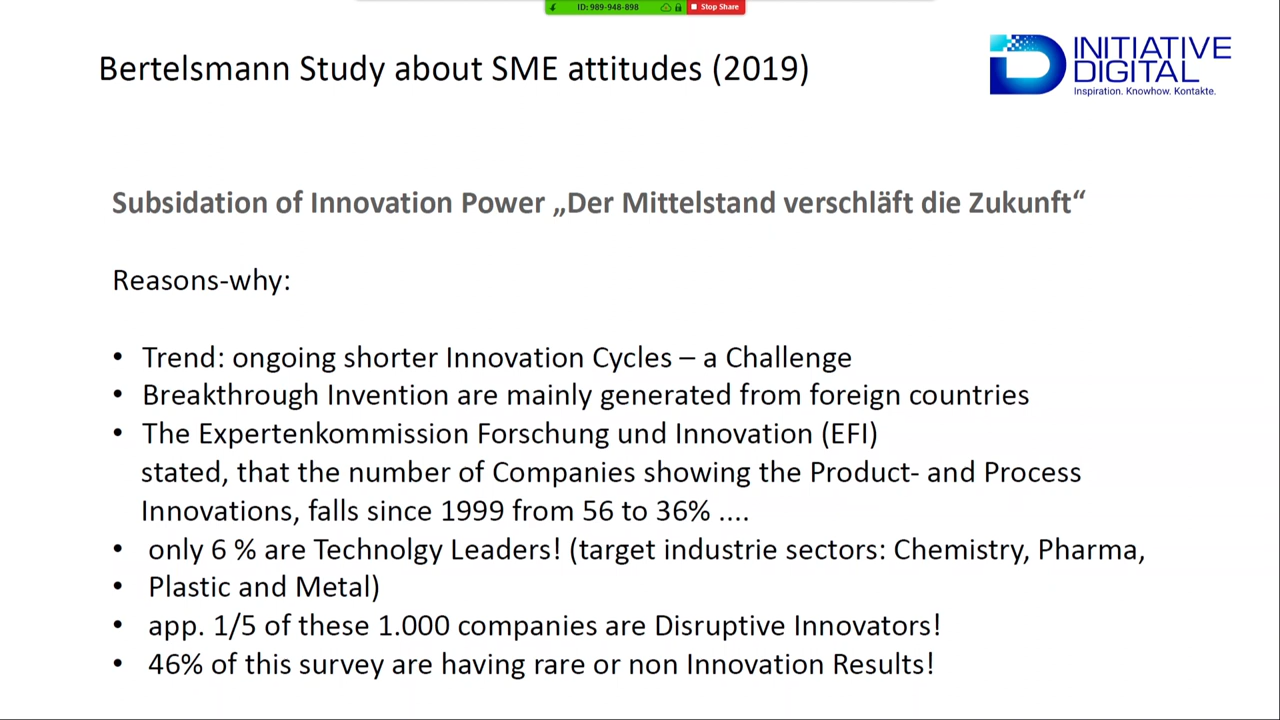 ID: 989-948-898
Stop Share
Bertelsmann Study about SME attitudes (2019)
INITIATIVE
DIGITAL
Inspiration. Knowhow. Kontakte.
Subsidation of Innovation Power „Der Mittelstand verschläft die Zukunft“
Reasons-why:
• Trend: ongoing shorter Innovation Cycles – a Challenge
• Breakthrough Invention are mainly generated from foreign countries
• The Expertenkommission Forschung und Innovation (EFI)
stated, that the number of Companies showing the Product- and Process
Innovations, falls since 1999 from 56 to 36% ....
• only 6 % are Technolgy Leaders! (target industrie sectors: Chemistry, Pharma,
• Plastic and Metal)
• app. 1/5 of these 1.000 companies are Disruptive Innovators!
• 46% of this survey are having rare or non Innovation Results!